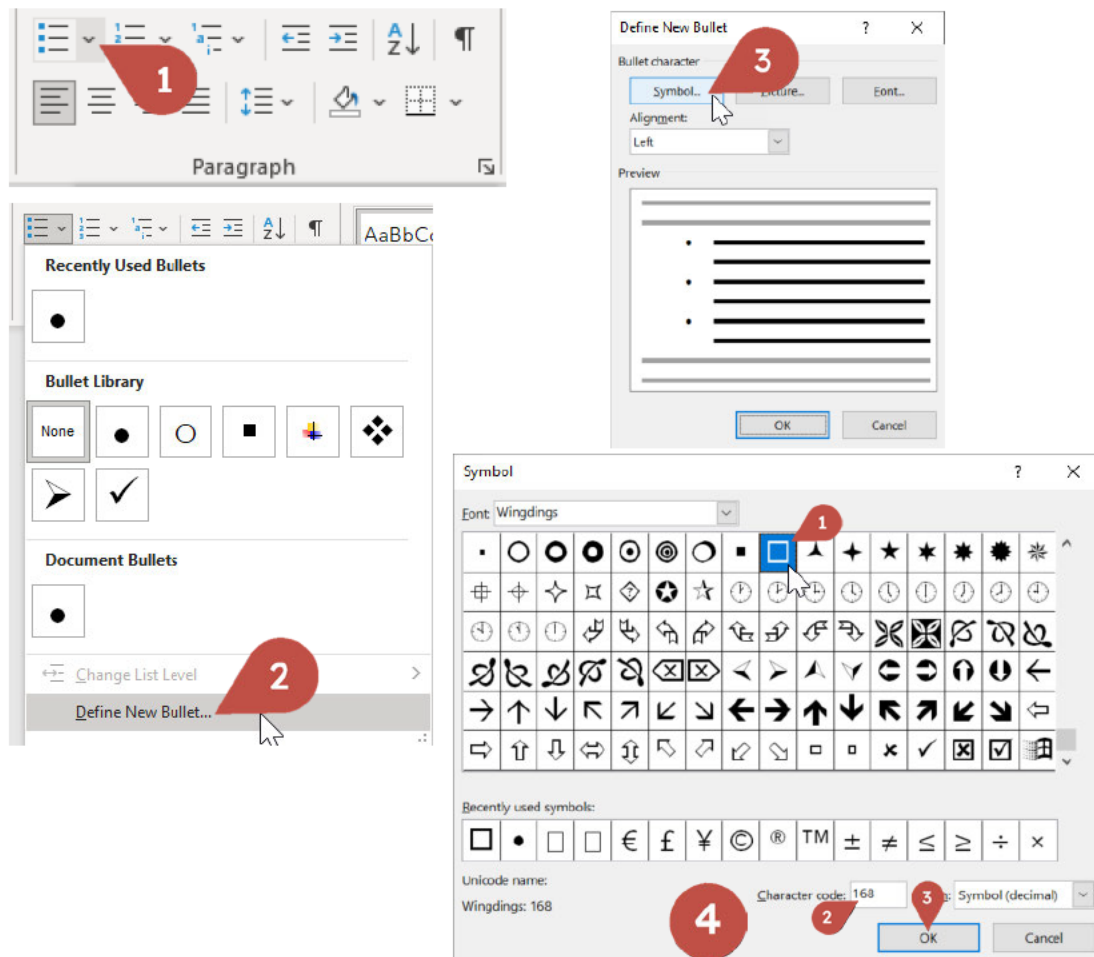 1
Paragraph
AaBbCc
Recently Used Bullets
Bullet Library
None
Document Bullets
Change List Level
2
Define New Bullet...
Define New Bullet ? ×
Bullet character
3
Symbol... Font...
Alignment:
Left
Preview
OK Cancel
Symbol ? ×
Font: Wingdings
1
Recently used symbols:
€ £ ¥ © ® TM ± ≠ ≤ ≥ ÷ ×
Unicode name:
Wingdings: 168
4
Character code: 168
2
3
Symbol (decimal)
OK Cancel